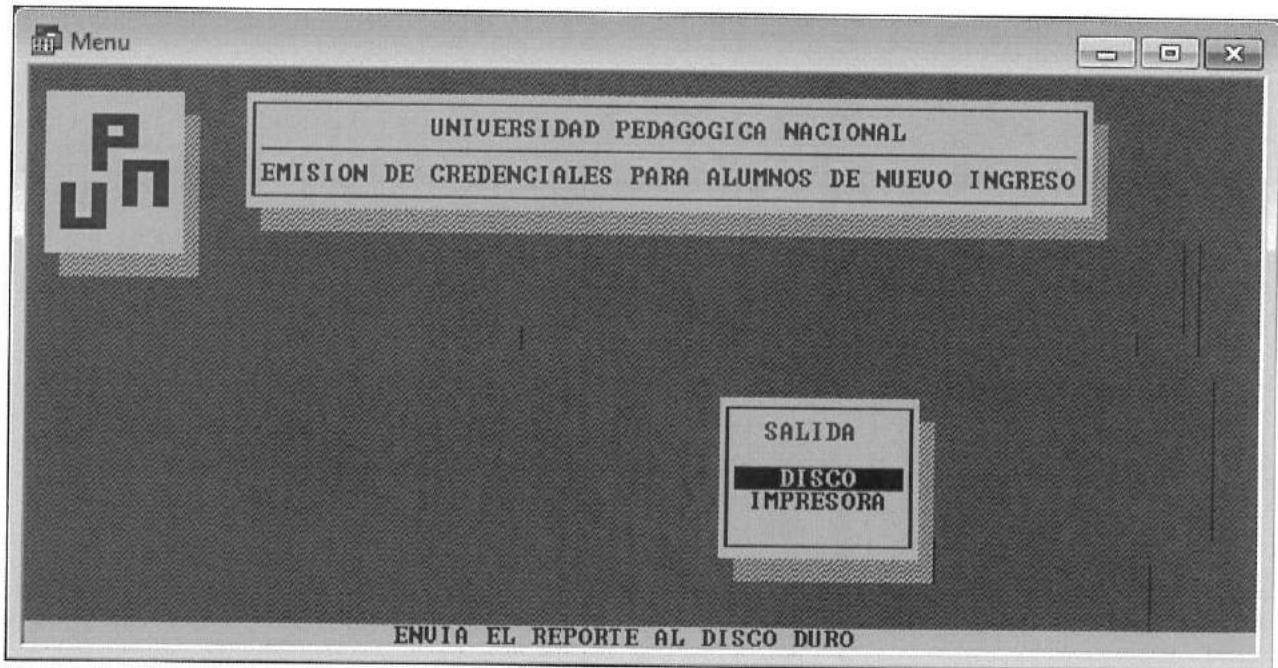 Menu
UPN
UNIVERSIDAD PEDAGOGICA NACIONAL
EMISION DE CREDENCIALES PARA ALUMNOS DE NUEVO INGRESO
SALIDA
DISCO
IMPRESORA
ENVIA EL REPORTE AL DISCO DURO